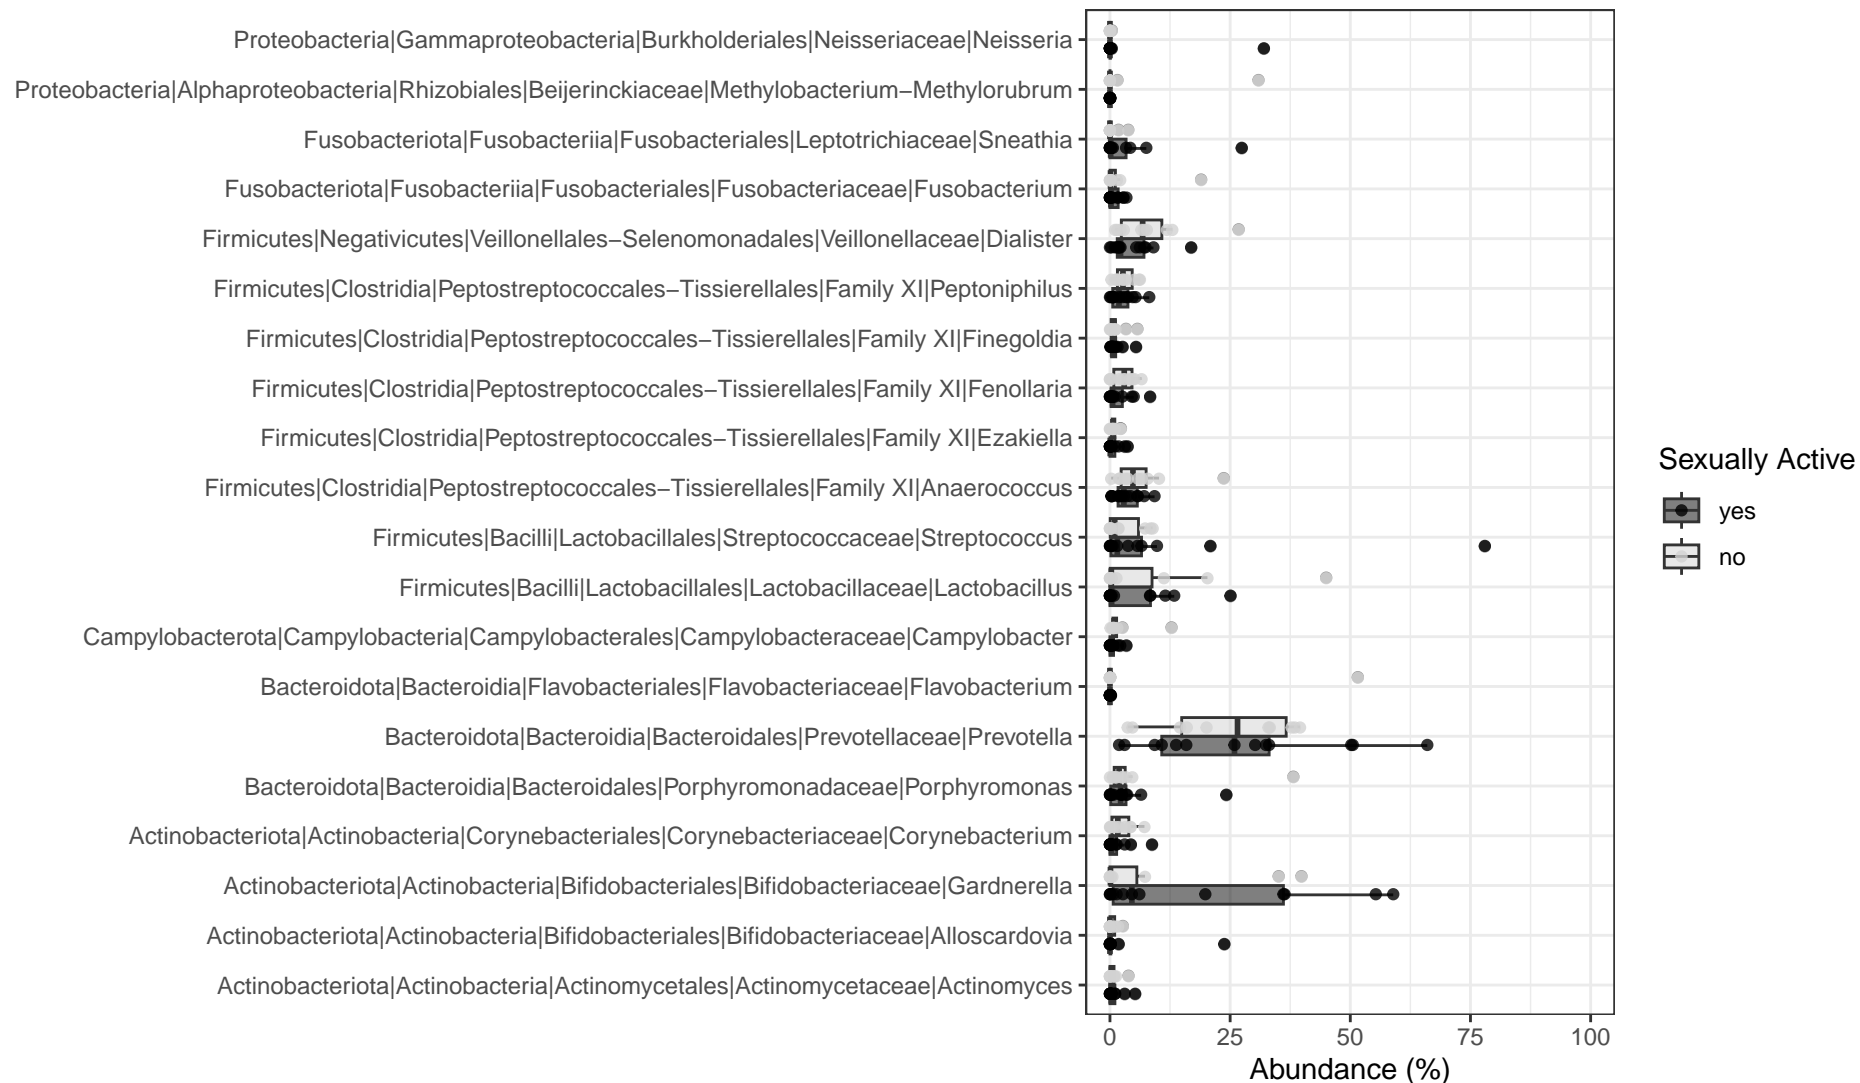 Proteobacteria|Gammaproteobacteria|Burkholderiales|Neisseriaceae|Neisseria
Proteobacteria|Alphaproteobacteria|Rhizobiales|Beijerinckiaceae|Methylobacterium−Methylorubrum
Fusobacteriota|Fusobacteriia|Fusobacteriales|Leptotrichiaceae|Sneathia
Fusobacteriota|Fusobacteriia|Fusobacteriales|Fusobacteriaceae|Fusobacterium
Firmicutes|Negativicutes|Veillonellales−Selenomonadales|Veillonellaceae|Dialister
Firmicutes|Clostridia|Peptostreptococcales−Tissierellales|Family XI|Peptoniphilus
Firmicutes|Clostridia|Peptostreptococcales−Tissierellales|Family XI|Finegoldia
Firmicutes|Clostridia|Peptostreptococcales−Tissierellales|Family XI|Fenollaria
Firmicutes|Clostridia|Peptostreptococcales−Tissierellales|Family XI|Ezakiella
Firmicutes|Clostridia|Peptostreptococcales−Tissierellales|Family XI|Anaerococcus
Firmicutes|Bacilli|Lactobacillales|Streptococcaceae|Streptococcus
Firmicutes|Bacilli|Lactobacillales|Lactobacillaceae|Lactobacillus
Campylobacterota|Campylobacteria|Campylobacterales|Campylobacteraceae|Campylobacter
Bacteroidota|Bacteroidia|Flavobacteriales|Flavobacteriaceae|Flavobacterium
Bacteroidota|Bacteroidia|Bacteroidales|Prevotellaceae|Prevotella
Bacteroidota|Bacteroidia|Bacteroidales|Porphyromonadaceae|Porphyromonas
Actinobacteriota|Actinobacteria|Corynebacteriales|Corynebacteriaceae|Corynebacterium
Actinobacteriota|Actinobacteria|Bifidobacteriales|Bifidobacteriaceae|Gardnerella
Actinobacteriota|Actinobacteria|Bifidobacteriales|Bifidobacteriaceae|Alloscardovia
Actinobacteriota|Actinobacteria|Actinomycetales|Actinomycetaceae|Actinomyces
0 25 50 75 100
Abundance (%)
Sexually Active
yes
no